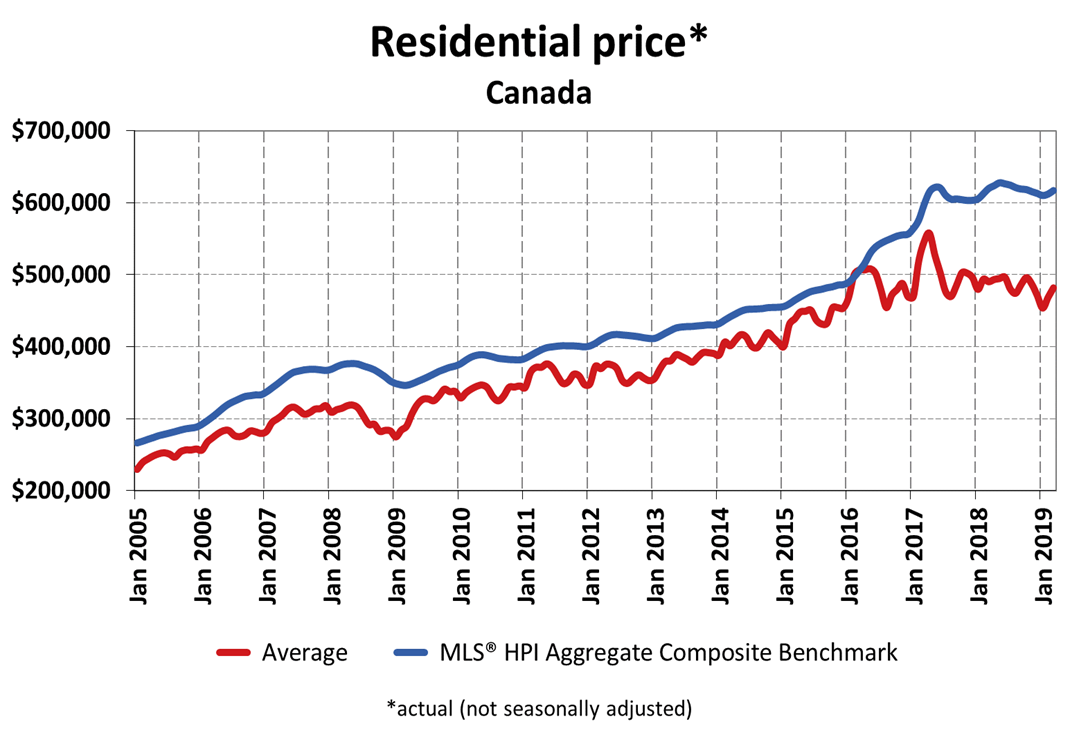 Residential price*
Canada
$700,000
$600,000
$500,000
$400,000
$300,000
$200,000
Jan 2005
Jan 2006
Jan 2007
Jan 2008
Jan 2009
Jan 2010
Jan 2011
Jan 2012
Jan 2013
Jan 2014
Jan 2015
Jan 2016
Jan 2017
Jan 2018
Jan 2019
Average
MLS® HPI Aggregate Composite Benchmark
*actual (not seasonally adjusted)